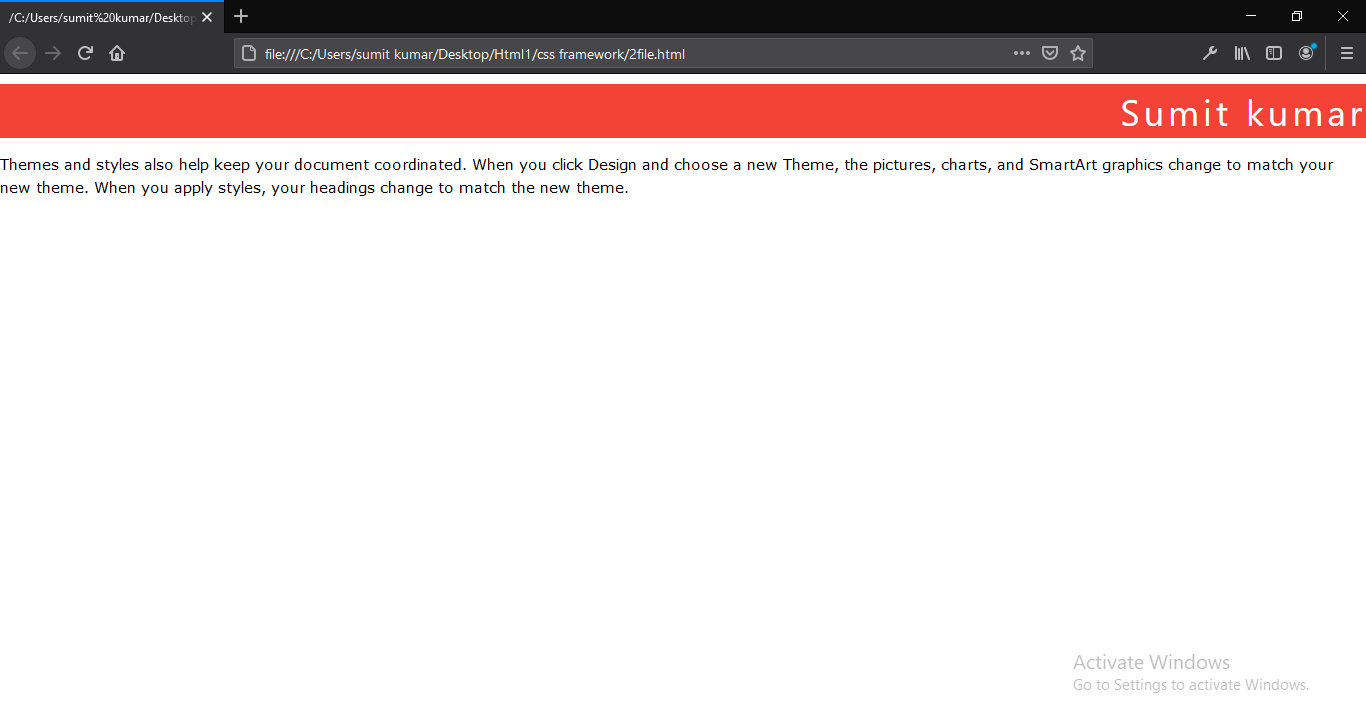 /C:/Users/sumit%20kumar/Desktop
file:///C:/Users/sumit kumar/Desktop/Html1/css framework/2file.html
Sumit kumar
Themes and styles also help keep your document coordinated. When you click Design and choose a new Theme, the pictures, charts, and SmartArt graphics change to match your
new theme. When you apply styles, your headings change to match the new theme.
Activate Windows
Go to Settings to activate Windows.